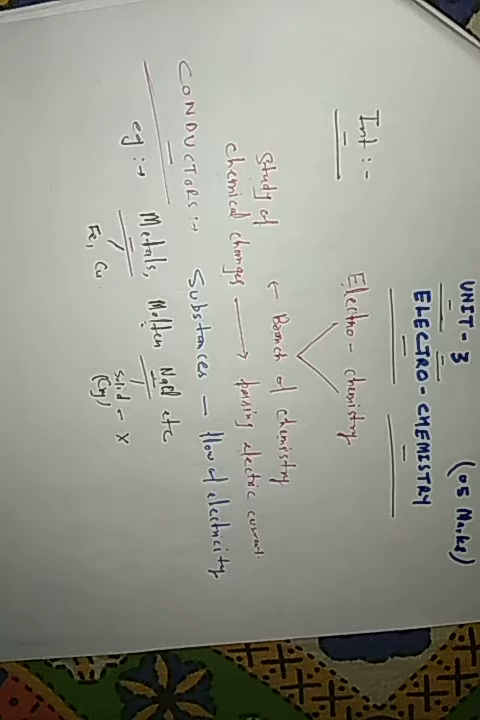 UNIT - 3 (05 Marks)
ELECTRO - CHEMISTRY
Int :-
Electro - chemistry
← Branch of chemistry
Study of
chemical changes → passing electric current.
CONDUCTORS :→ Substances — flow of electricity
eg :→ Metals, Molten NaCl etc
Fe, Cu.
Solid - X